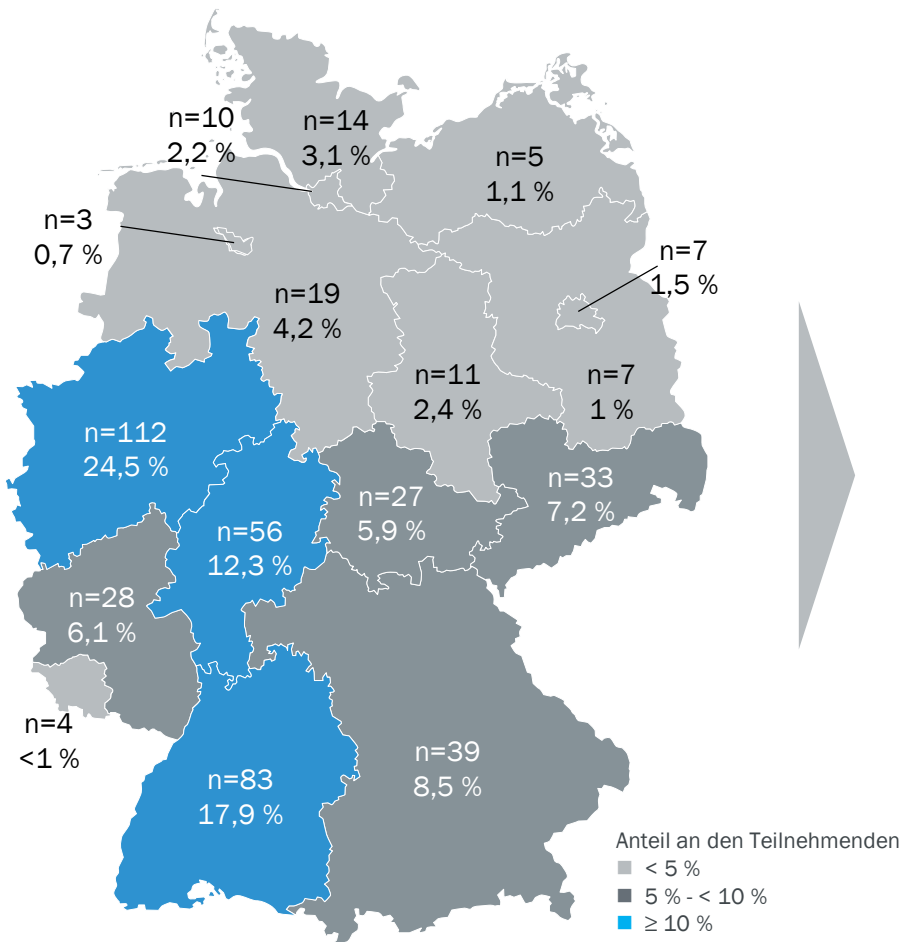 n=10
2,2 %
n=14
3,1 %
n=5
1,1 %
n=3
0,7 %
n=7
1,5 %
n=19
4,2 %
n=11
2,4 %
n=7
1 %
n=112
24,5 %
n=33
7,2 %
n=27
5,9 %
n=56
12,3 %
n=28
6,1 %
n=4
<1 %
n=39
8,5 %
n=83
17,9 %
Anteil an den Teilnehmenden
< 5 %
5 % - < 10 %
≥ 10 %